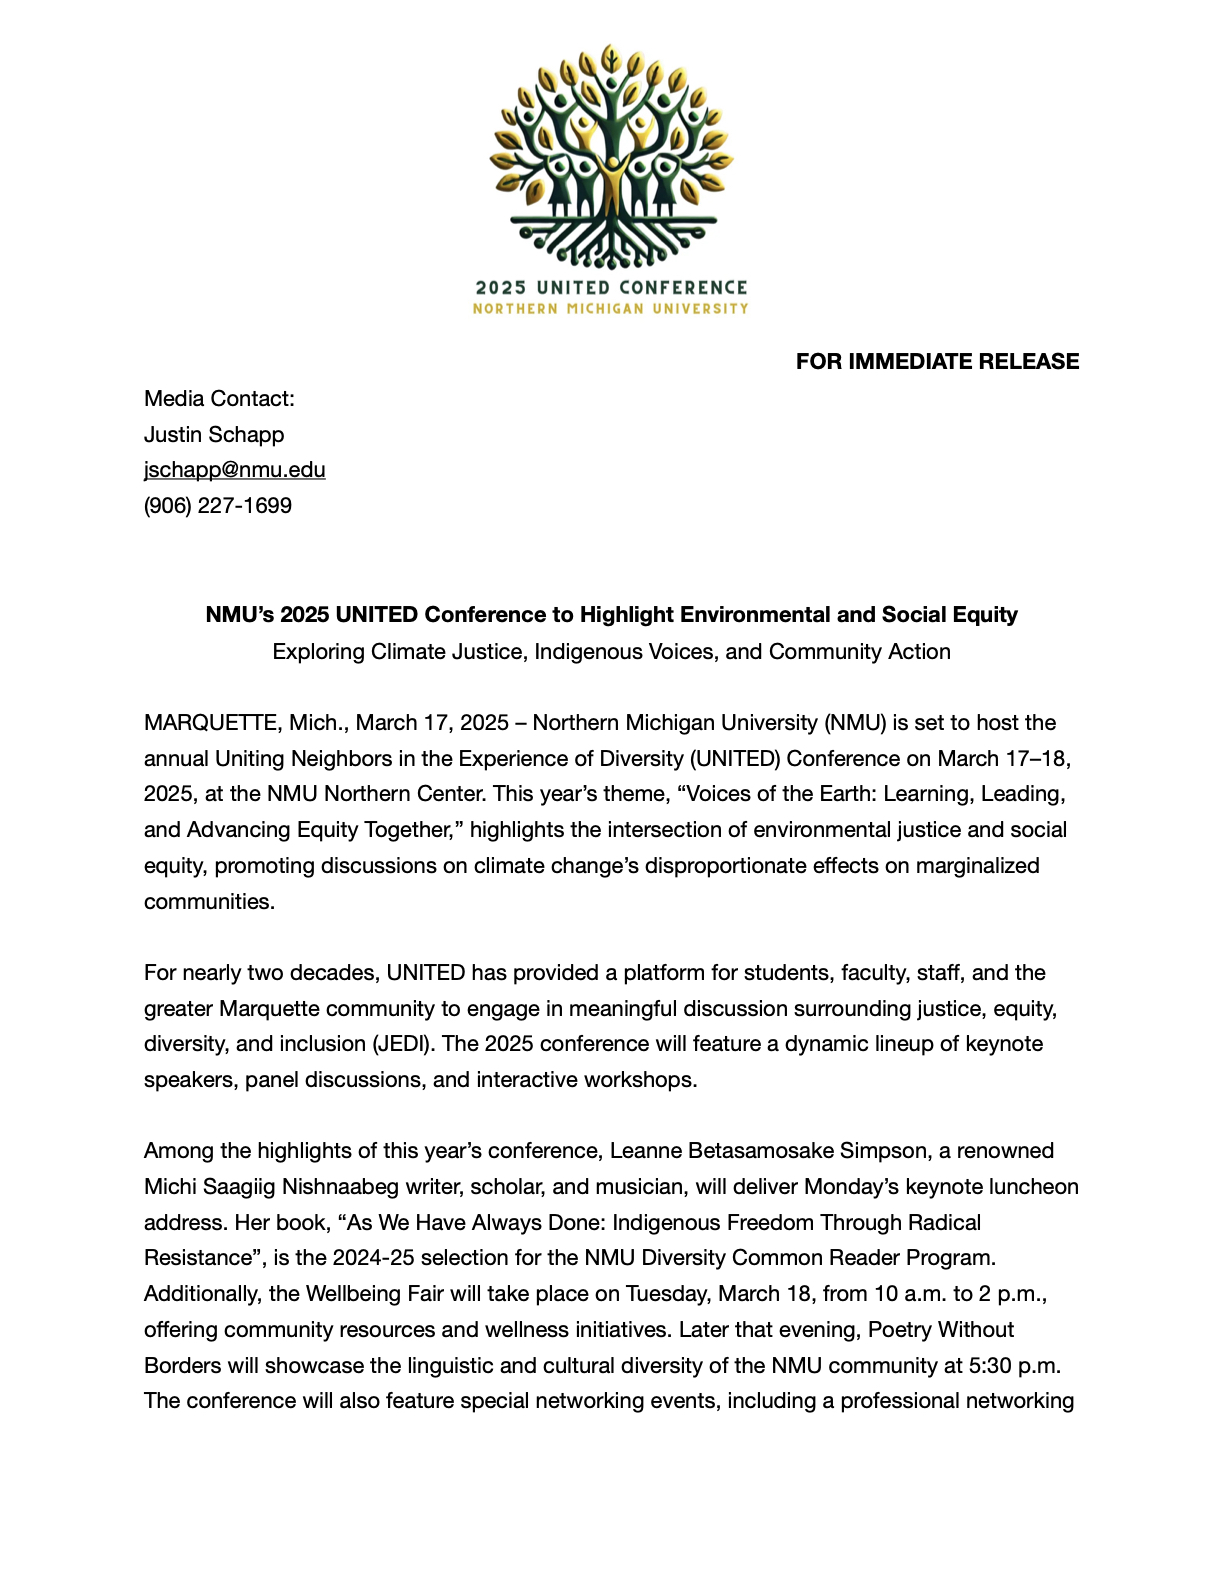 2025 UNITED CONFERENCE
NORTHERN MICHIGAN UNIVERSITY
FOR IMMEDIATE RELEASE
Media Contact:
Justin Schapp
jschapp@nmu.edu
(906) 227-1699
NMU’s 2025 UNITED Conference to Highlight Environmental and Social Equity
Exploring Climate Justice, Indigenous Voices, and Community Action
MARQUETTE, Mich., March 17, 2025 – Northern Michigan University (NMU) is set to host the
annual Uniting Neighbors in the Experience of Diversity (UNITED) Conference on March 17–18,
2025, at the NMU Northern Center. This year’s theme, “Voices of the Earth: Learning, Leading,
and Advancing Equity Together,” highlights the intersection of environmental justice and social
equity, promoting discussions on climate change’s disproportionate effects on marginalized
communities.
For nearly two decades, UNITED has provided a platform for students, faculty, staff, and the
greater Marquette community to engage in meaningful discussion surrounding justice, equity,
diversity, and inclusion (JEDI). The 2025 conference will feature a dynamic lineup of keynote
speakers, panel discussions, and interactive workshops.
Among the highlights of this year’s conference, Leanne Betasamosake Simpson, a renowned
Michi Saagiig Nishnaabeg writer, scholar, and musician, will deliver Monday’s keynote luncheon
address. Her book, “As We Have Always Done: Indigenous Freedom Through Radical
Resistance”, is the 2024-25 selection for the NMU Diversity Common Reader Program.
Additionally, the Wellbeing Fair will take place on Tuesday, March 18, from 10 a.m. to 2 p.m.,
offering community resources and wellness initiatives. Later that evening, Poetry Without
Borders will showcase the linguistic and cultural diversity of the NMU community at 5:30 p.m.
The conference will also feature special networking events, including a professional networking